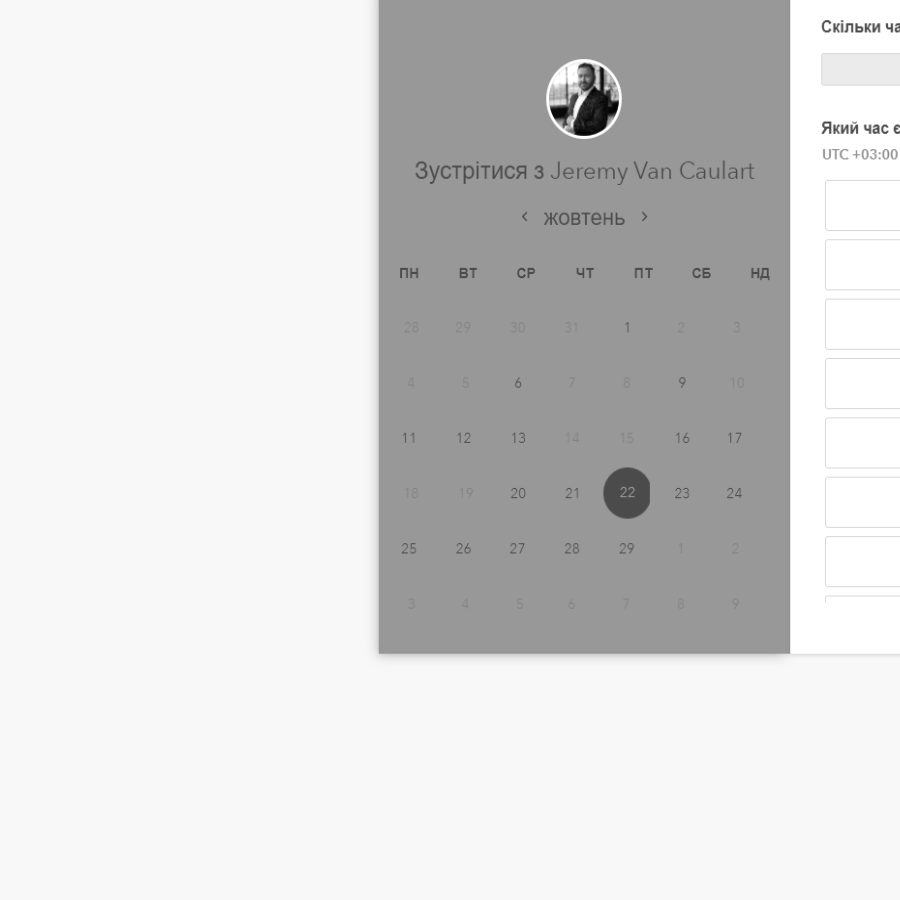 Зустрітися з Jeremy Van Caulart
жовтень
ПН ВТ СР ЧТ ПТ СБ НД
28 29 30 31 1 2 3
4 5 6 7 8 9 10
11 12 13 14 15 16 17
18 19 20 21 22 23 24
25 26 27 28 29 1 2
3 4 5 6 7 8 9
Скільки
Який час
UTC +03:00